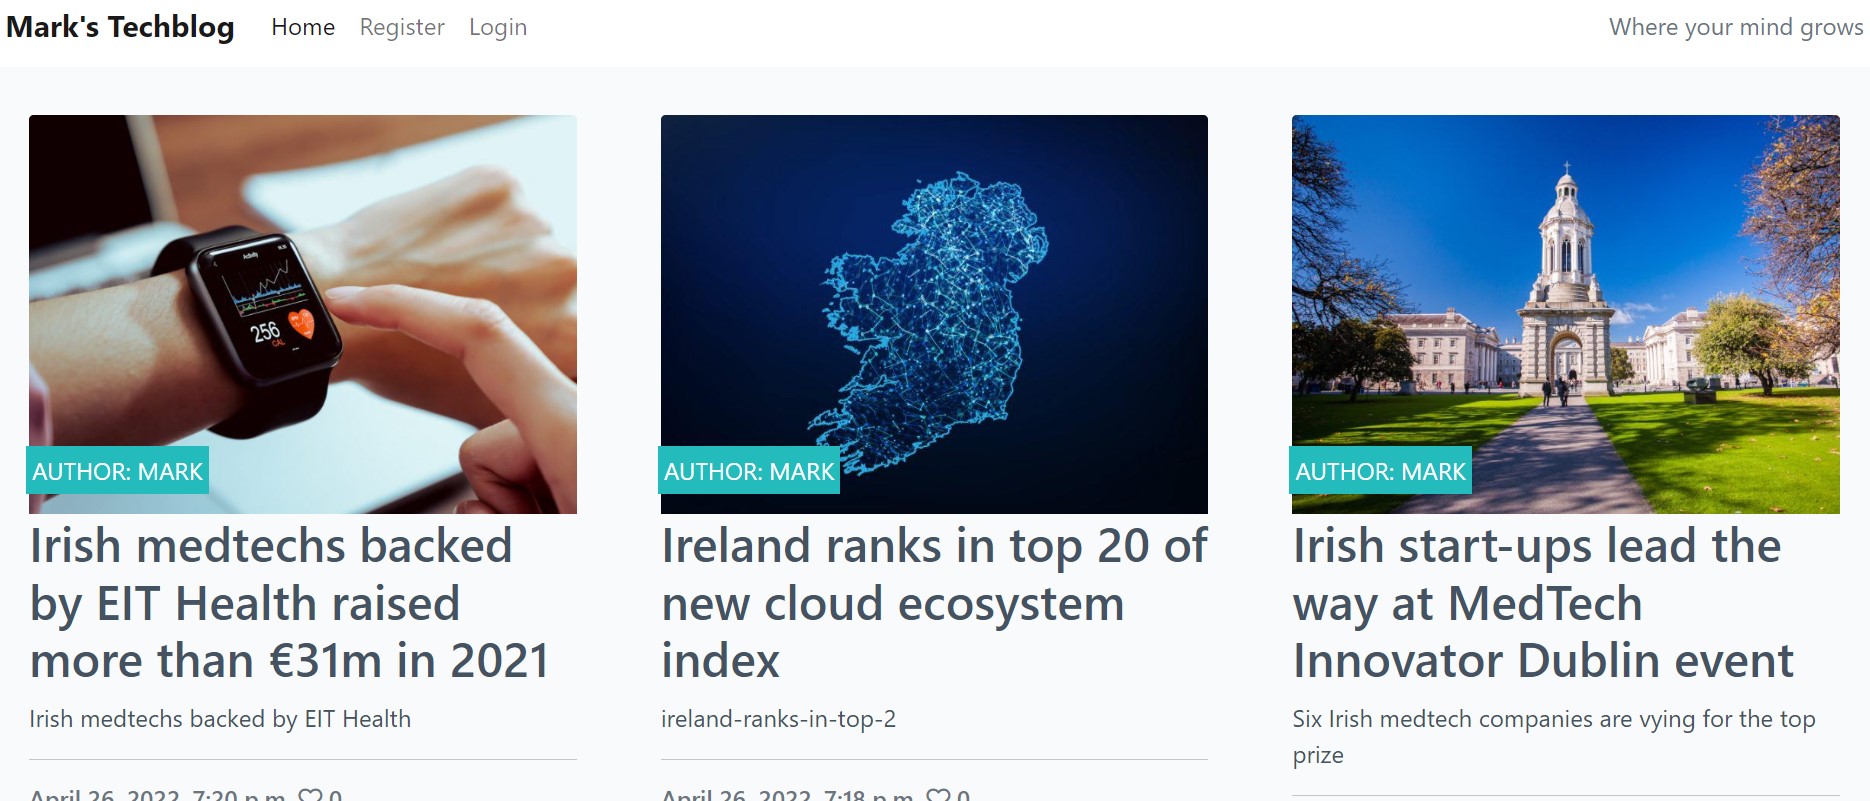 Mark's Techblog Home Register Login Where your mind grows
Activity
256
CAL
AUTHOR: MARK
Irish medtechs backed
by EIT Health raised
more than €31m in 2021
Irish medtechs backed by EIT Health
April 26, 2022, 7:20 p.m. 0
AUTHOR: MARK
Ireland ranks in top 20 of
new cloud ecosystem
index
ireland-ranks-in-top-2
April 26, 2022, 7:18 p.m. 0
AUTHOR: MARK
Irish start-ups lead the
way at MedTech
Innovator Dublin event
Six Irish medtech companies are vying for the top
prize